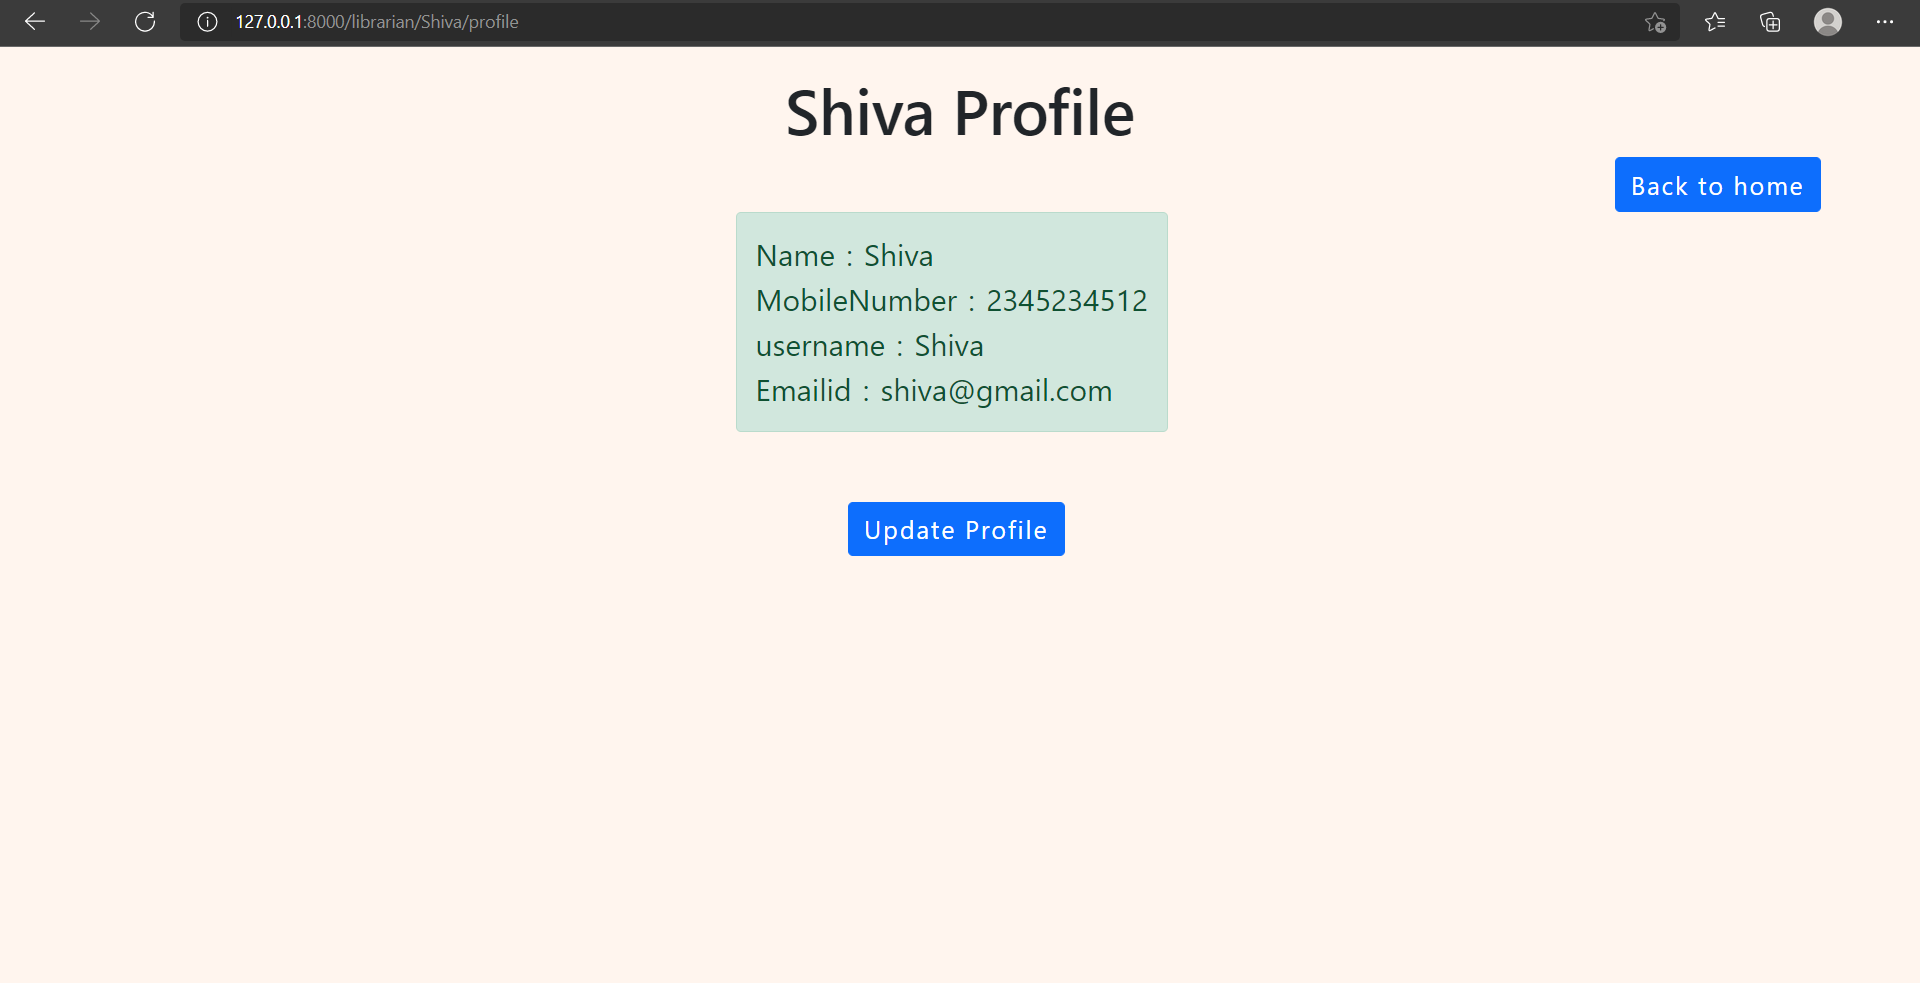 127.0.0.1:8000/librarian/Shiva/profile
Shiva Profile
Back to home
Name : Shiva
MobileNumber : 2345234512
username : Shiva
Emailid : shiva@gmail.com
Update Profile